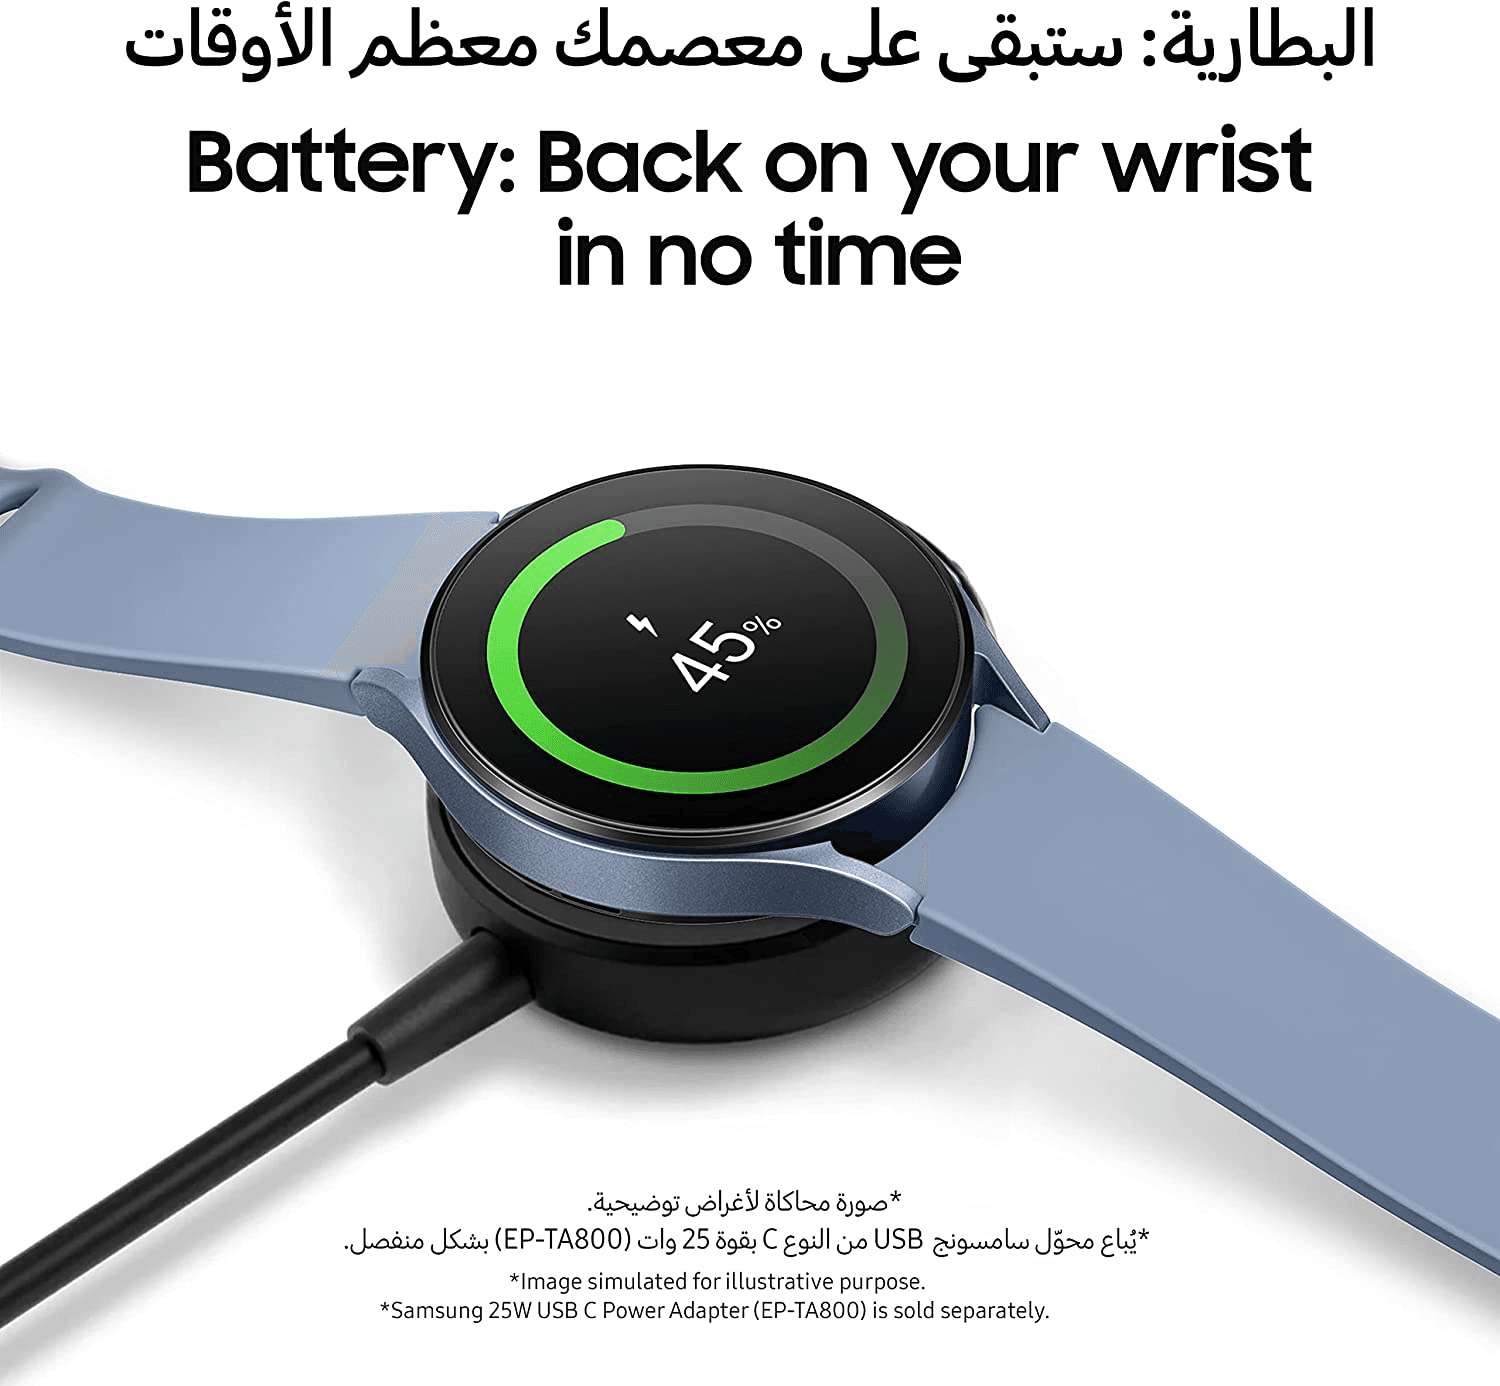 البطارية: ستبقى على معصمك معظم الأوقات
Battery: Back on your wrist
in no time
45%
*صورة محاكاة لأغراض توضيحية.
*يُباع محوّل سامسونج USB من النوع C بقوة 25 وات (EP-TA800) بشكل منفصل.
*Image simulated for illustrative purpose.
*Samsung 25W USB C Power Adapter (EP-TA800) is sold separately.